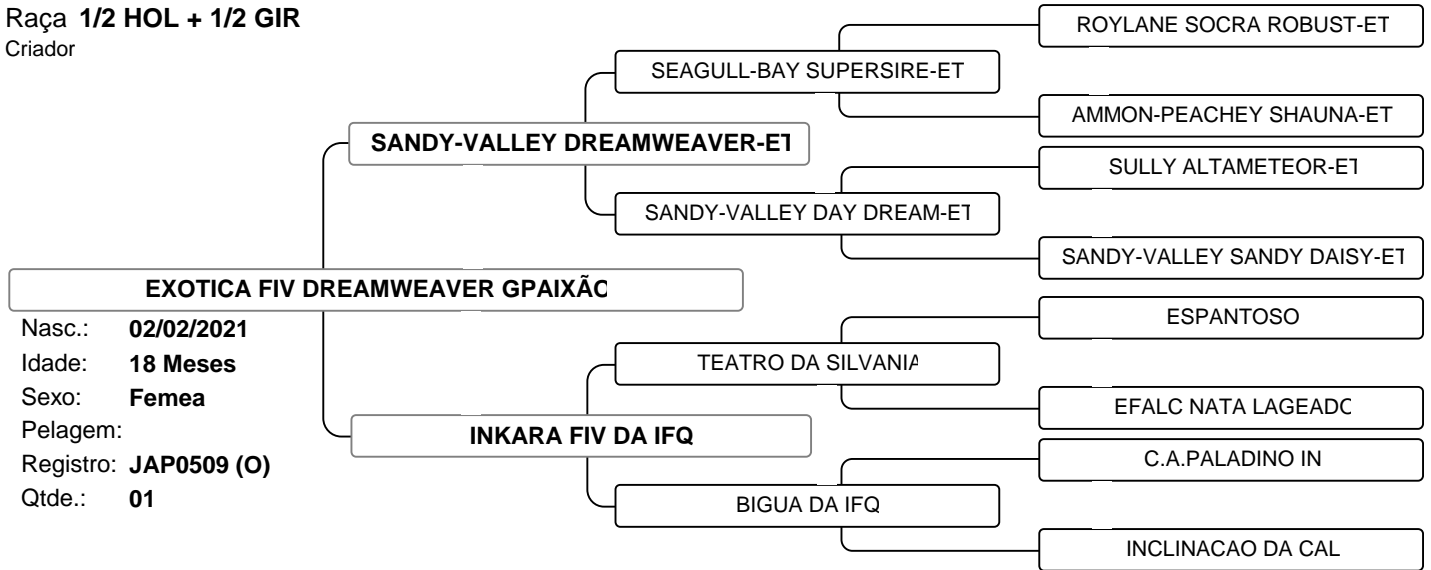 Raça 1/2 HOL + 1/2 GIR
Criador
ROYLANE SOCRA ROBUST-ET
SEAGULL-BAY SUPERSIRE-ET
AMMON-PEACHEY SHAUNA-ET
SANDY-VALLEY DREAMWEAVER-ET
SULLY ALTAMETEOR-ET
SANDY-VALLEY DAY DREAM-ET
SANDY-VALLEY SANDY DAISY-ET
EXOTICA FIV DREAMWEAVER GPAIXÃO
Nasc.: 02/02/2021
Idade: 18 Meses
Sexo: Femea
Pelagem:
Registro: JAP0509 (O)
Qtde.: 01
ESPANTOSO
TEATRO DA SILVANIA
EFALC NATA LAGEADO
INKARA FIV DA IFQ
C.A.PALADINO IN
BIGUA DA IFQ
INCLINACAO DA CAL